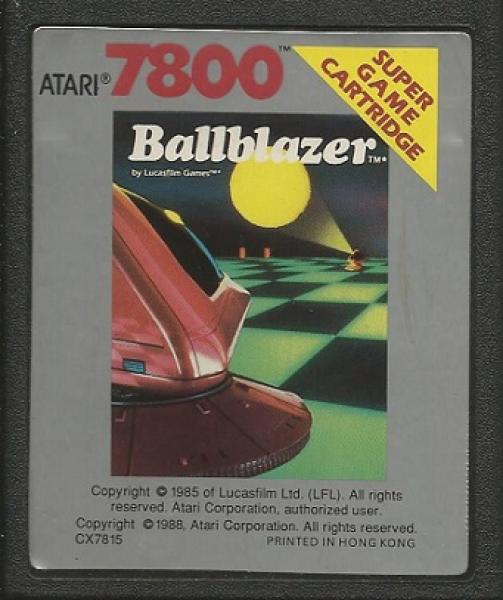 ATARI® 7800™
SUPER
GAME
CARTRIDGE
Ballblazer™*
by Lucasfilm Games™*
Copyright © 1985 of Lucasfilm Ltd. (LFL). All rights
reserved. Atari Corporation, authorized user.
Copyright © 1988, Atari Corporation. All rights reserved.
CX7815 PRINTED IN HONG KONG